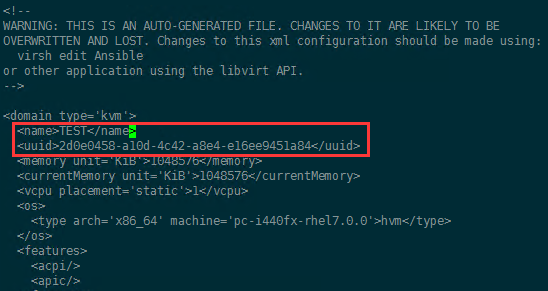 <!--
WARNING: THIS IS AN AUTO-GENERATED FILE. CHANGES TO IT ARE LIKELY TO BE
OVERWRITTEN AND LOST. Changes to this xml configuration should be made using:
  virsh edit Ansible
or other application using the libvirt API.
-->
<domain type='kvm'>
  <name>TEST</name>
  <uuid>2d0e0458-a10d-4c42-a8e4-e16ee9451a84</uuid>
  <memory unit='KiB'>1048576</memory>
  <currentMemory unit='KiB'>1048576</currentMemory>
  <vcpu placement='static'>1</vcpu>
  <os>
    <type arch='x86_64' machine='pc-i440fx-rhel7.0.0'>hvm</type>
  </os>
  <features>
    <acpi/>
    <apic/>